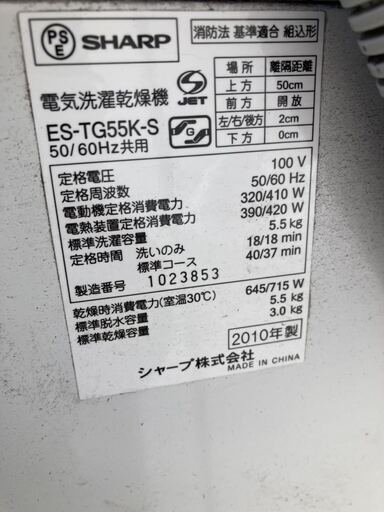 PS
E
SHARP
消防法 基準適合 組込形
電気洗濯乾燥機
S
JET
ES-TG55K-S
50/60Hz共用
G
場所 離隔距離
上方 50cm
前方 開放
左/右/後方 2cm
下方 0cm
定格電圧 100 V
定格周波数 50/60 Hz
電動機定格消費電力 320/410 W
電熱装置定格消費電力 390/420 W
標準洗濯容量 5.5 kg
定格時間 洗いのみ 18/18 min
標準コース 40/37 min
製造番号 1023853
乾燥時消費電力(室温30℃) 645/715 W
標準脱水容量 5.5 kg
標準乾燥容量 3.0 kg
2010年製
シャープ株式会社
MADE IN CHINA